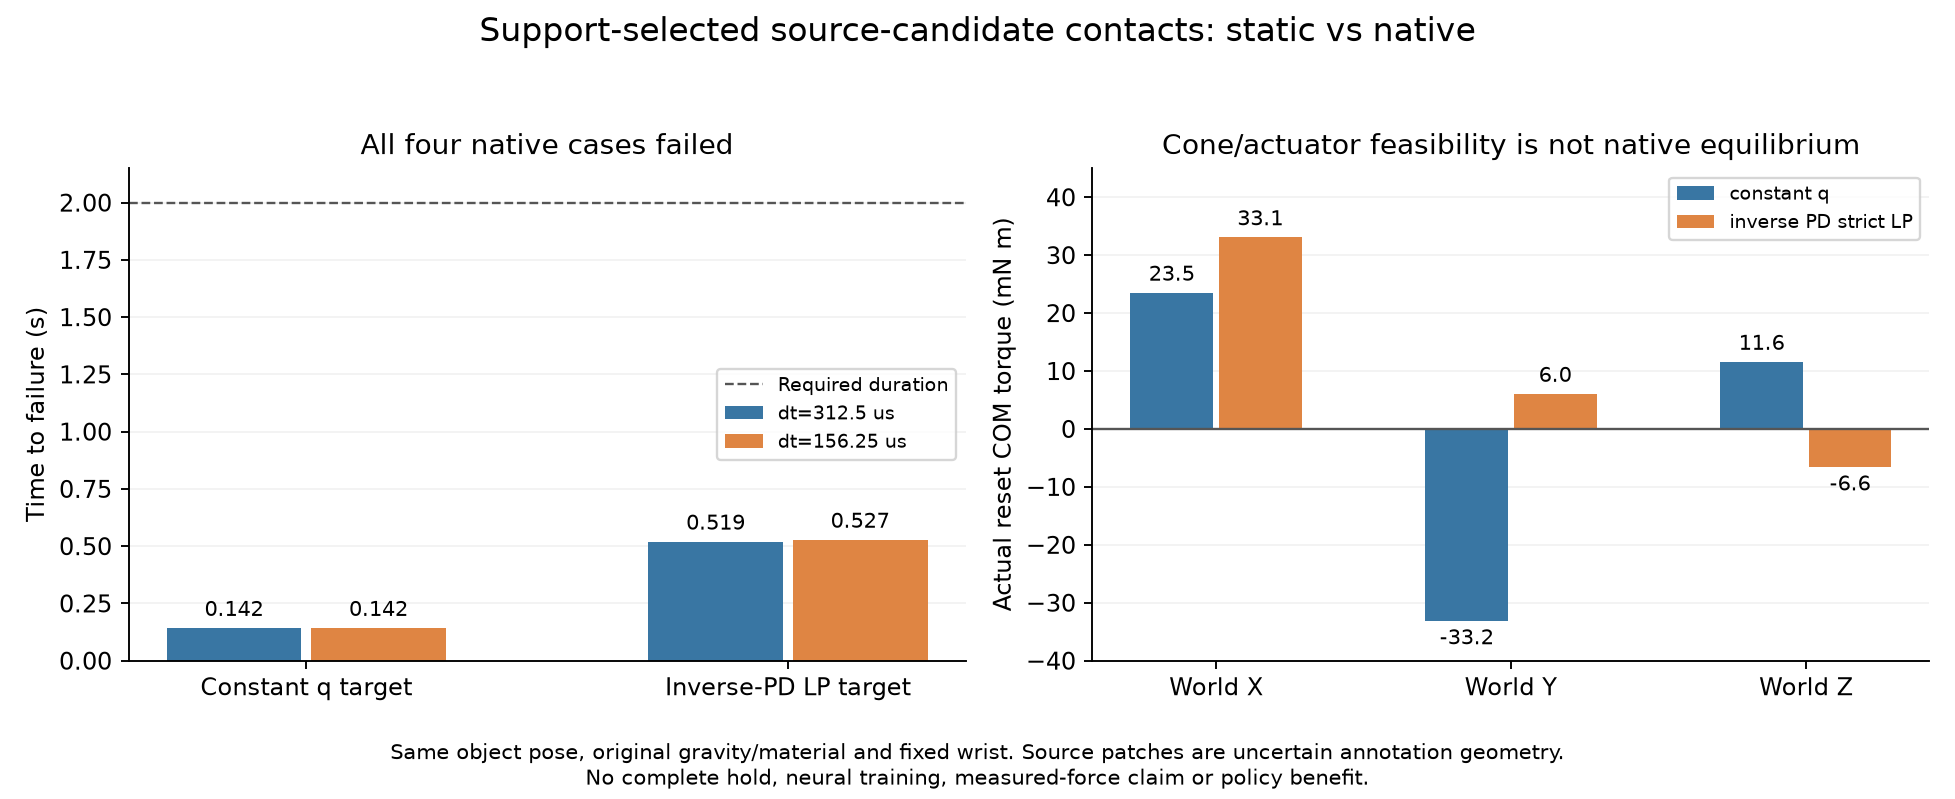 Support-selected source-candidate contacts: static vs native
All four native cases failed
Time to failure (s)
2.00
1.75
1.50
1.25
1.00
0.75
0.50
0.25
0.00
Required duration
dt=312.5 us
dt=156.25 us
0.142
0.142
0.519
0.527
Constant q target
Inverse-PD LP target
Cone/actuator feasibility is not native equilibrium
Actual reset COM torque (mN m)
40
30
20
10
0
−10
−20
−30
−40
constant q
inverse PD strict LP
23.5
33.1
-33.2
6.0
11.6
-6.6
World X
World Y
World Z
Same object pose, original gravity/material and fixed wrist. Source patches are uncertain annotation geometry.
No complete hold, neural training, measured-force claim or policy benefit.